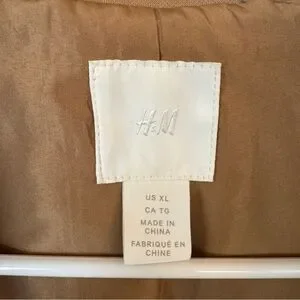 H&M
US XL
CA TG
MADE IN
CHINA
FABRIQUÉ EN
CHINE